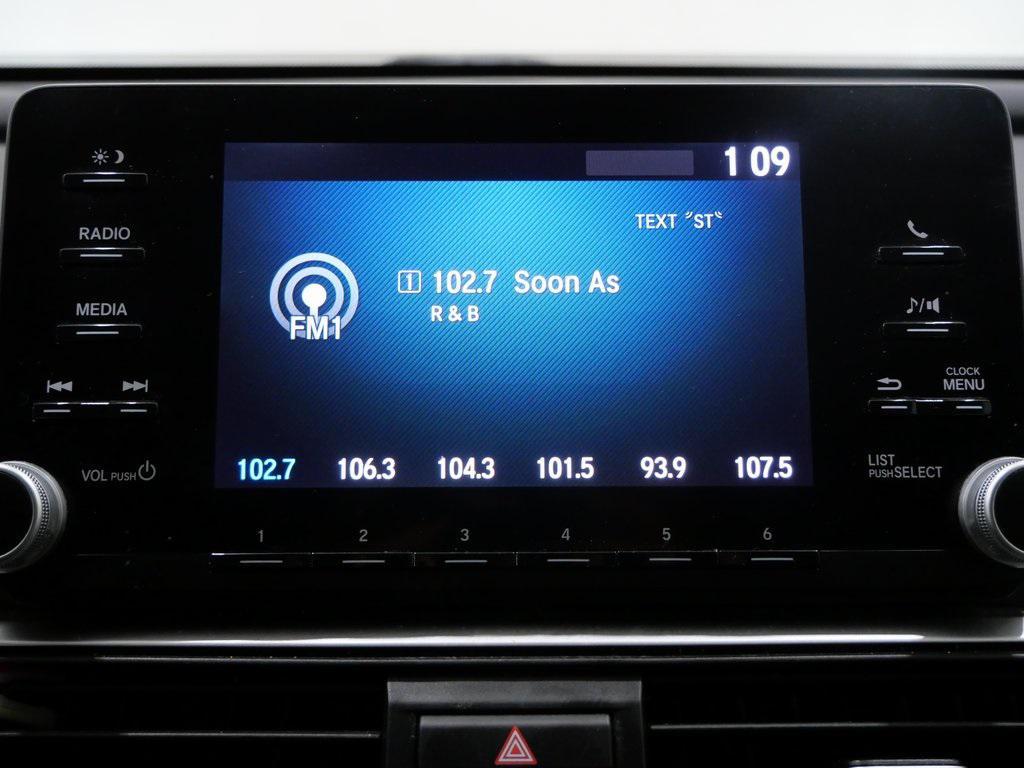 1 09
TEXT "ST"
RADIO
1 102.7 Soon As
R & B
FM1
MEDIA
CLOCK
MENU
VOL PUSH
LIST
PUSH SELECT
102.7 106.3 104.3 101.5 93.9 107.5
1 2 3 4 5 6